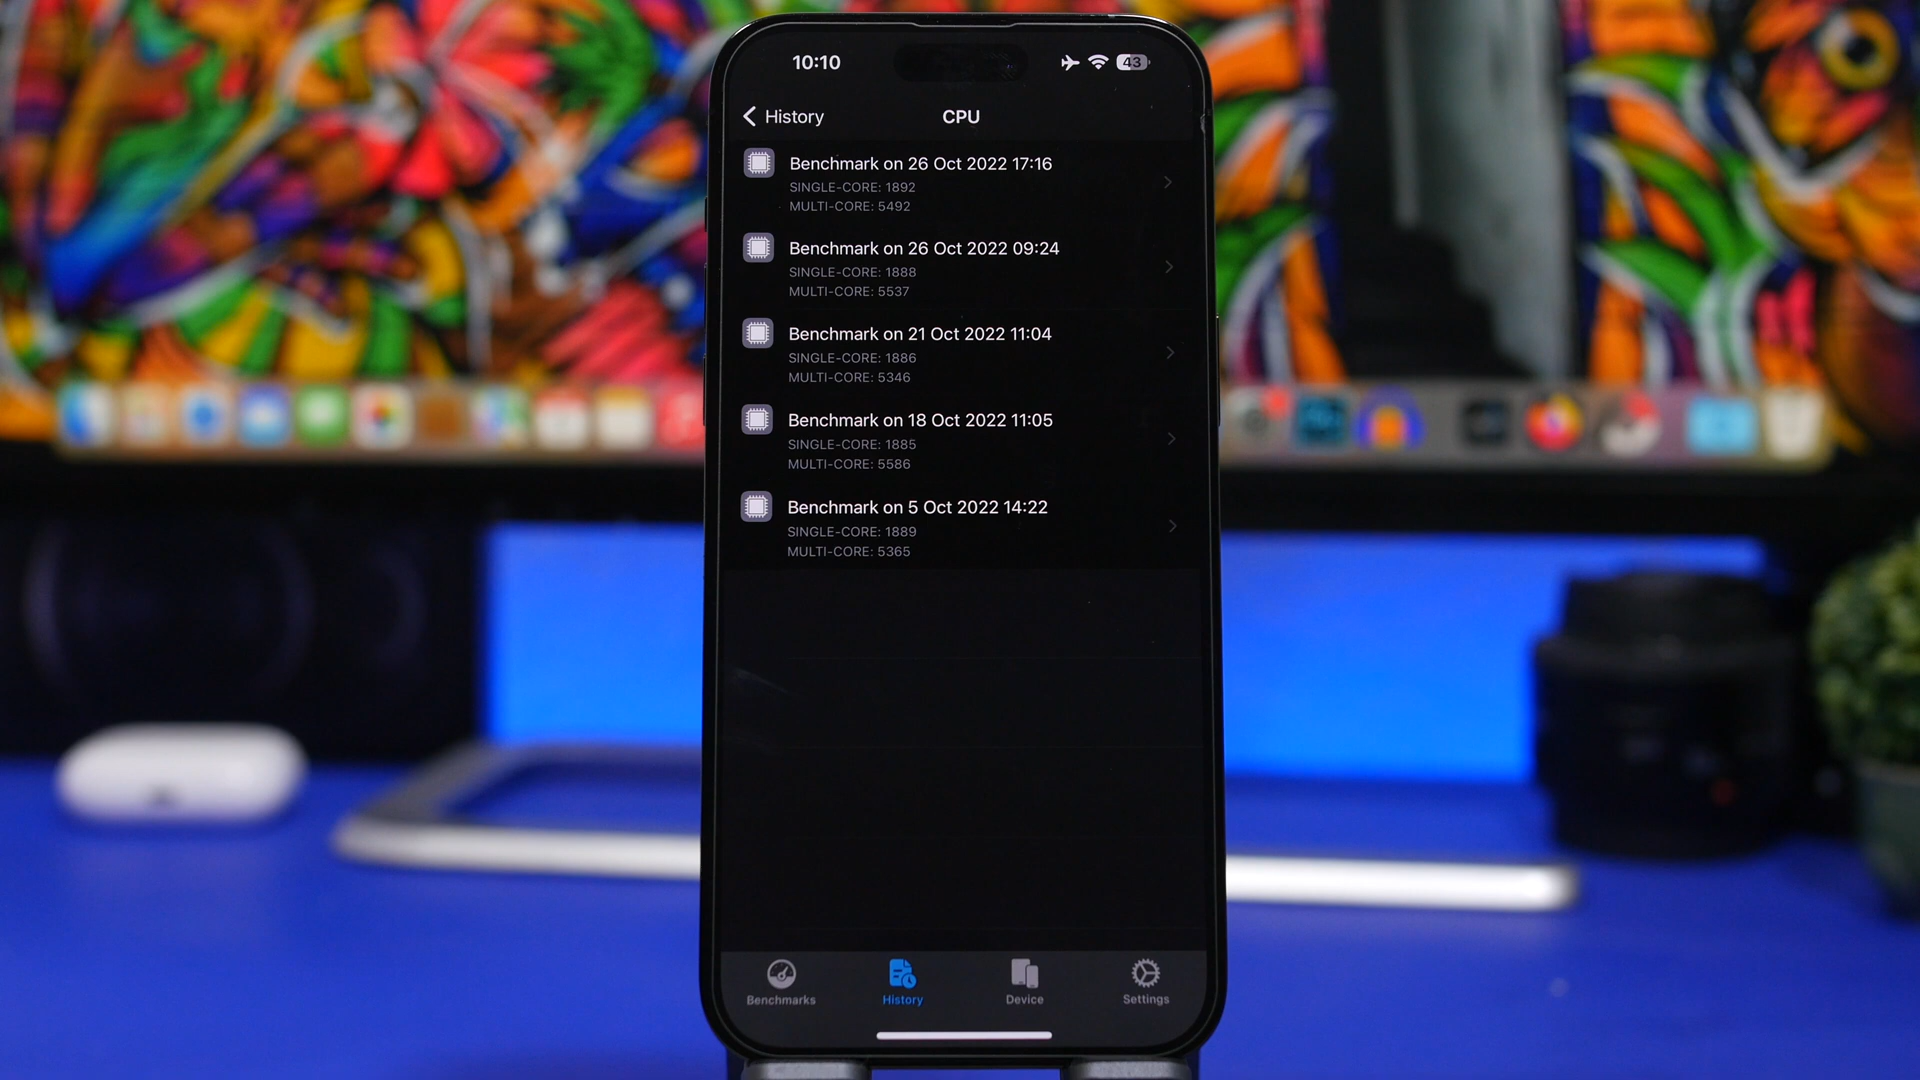 10:10
43
History
CPU
Benchmark on 26 Oct 2022 17:16
SINGLE-CORE: 1892
MULTI-CORE: 5492
Benchmark on 26 Oct 2022 09:24
SINGLE-CORE: 1888
MULTI-CORE: 5537
Benchmark on 21 Oct 2022 11:04
SINGLE-CORE: 1886
MULTI-CORE: 5346
Benchmark on 18 Oct 2022 11:05
SINGLE-CORE: 1885
MULTI-CORE: 5586
Benchmark on 5 Oct 2022 14:22
SINGLE-CORE: 1889
MULTI-CORE: 5365
Benchmarks
History
Device
Settings